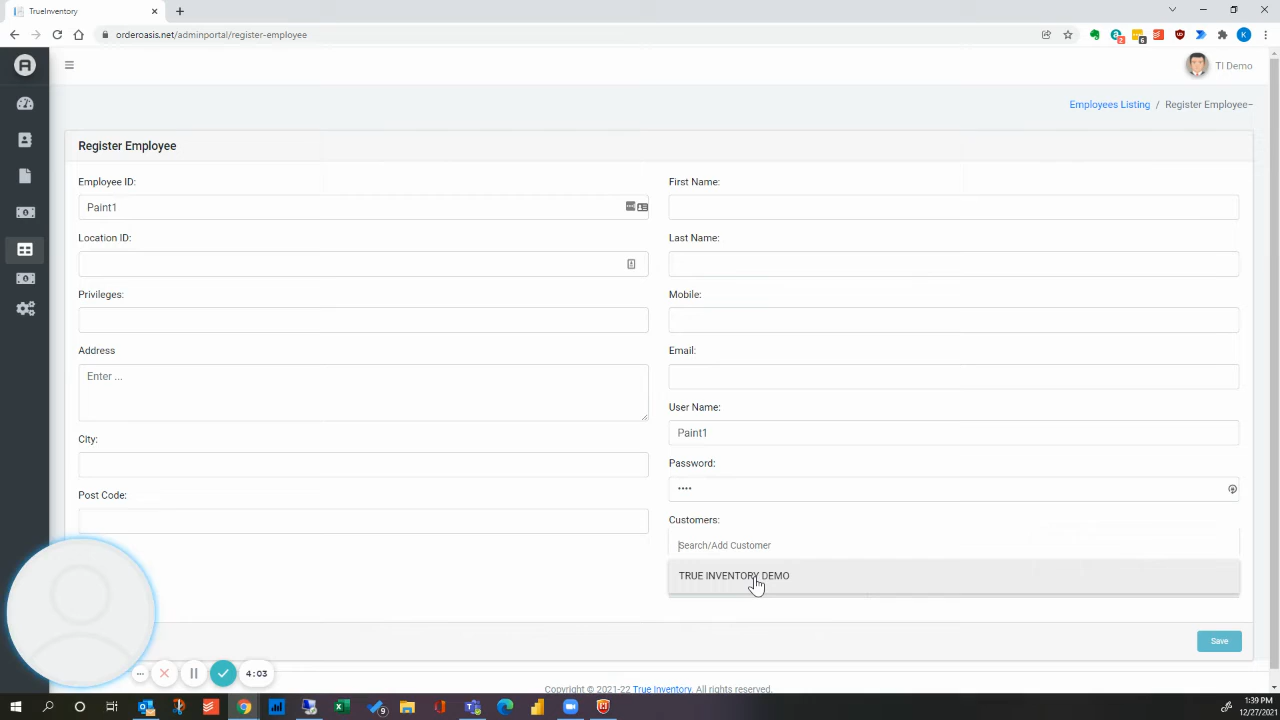 TrueInventory
orderoasis.net/adminportal/register-employee
2
6
K
TI Demo
Employees Listing / Register Employee~
Register Employee
Employee ID:
Paint1
Location ID:
Privileges:
Address
Enter ...
City:
Post Code:
First Name:
Last Name:
Mobile:
Email:
User Name:
Paint1
Password:
••••
Customers:
Search/Add Customer
TRUE INVENTORY DEMO
Save
4:03
Copyright © 2021-22 True Inventory. All rights reserved.
1:39 PM
12/27/2021